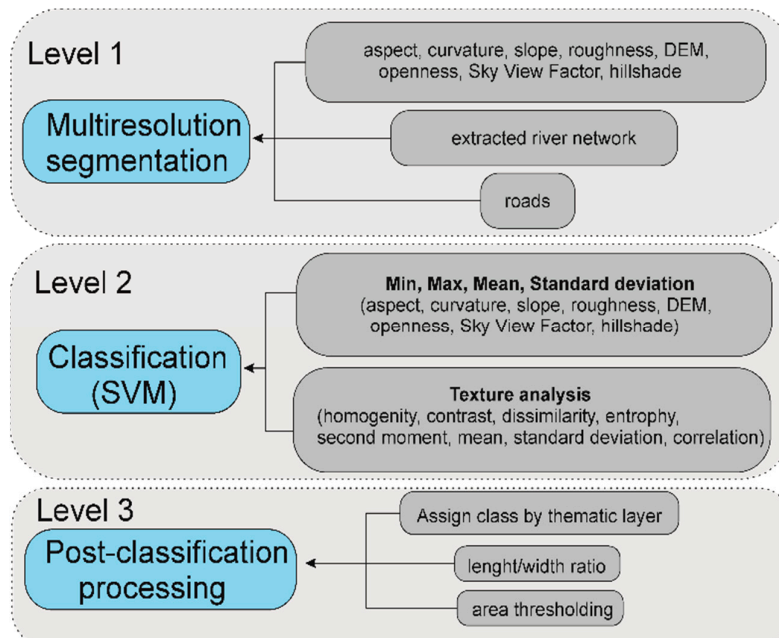 Level 1
aspect, curvature, slope, roughness, DEM,
openness, Sky View Factor, hillshade
Multiresolution
segmentation
extracted river network
roads
Level 2
Min, Max, Mean, Standard deviation
(aspect, curvature, slope, roughness, DEM,
openness, Sky View Factor, hillshade)
Classification
(SVM)
Texture analysis
(homogenity, contrast, dissimilarity, entrophy,
second moment, mean, standard deviation, correlation)
Level 3
Assign class by thematic layer
Post-classification
processing
lenght/width ratio
area thresholding